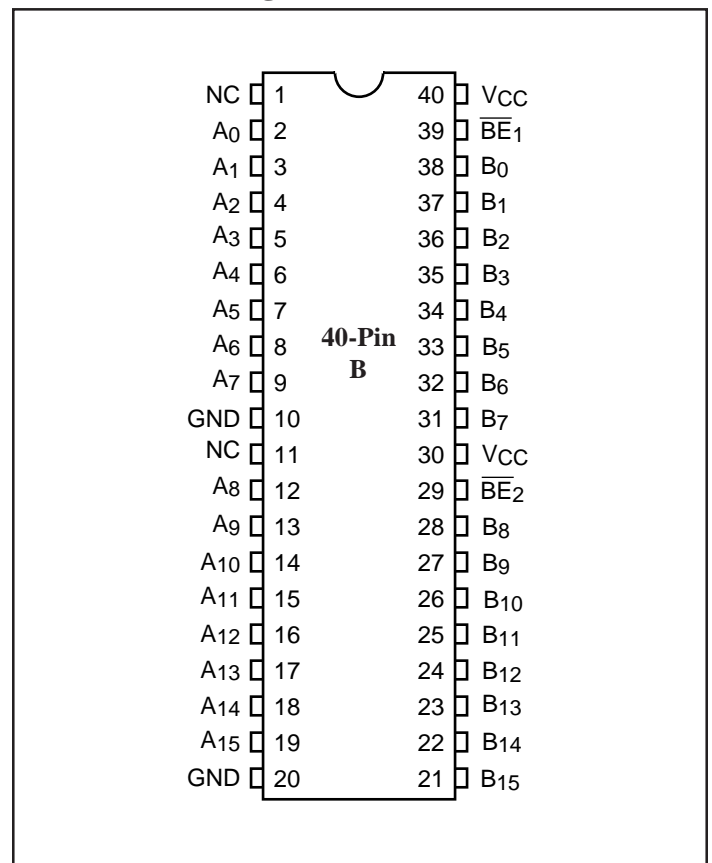 NC 1 40 VCC
A0 2 39 B̅E̅1
A1 3 38 B0
A2 4 37 B1
A3 5 36 B2
A4 6 35 B3
A5 7 34 B4
A6 8 40-Pin 33 B5
A7 9 B 32 B6
GND 10 31 B7
NC 11 30 VCC
A8 12 29 B̅E̅2
A9 13 28 B8
A10 14 27 B9
A11 15 26 B10
A12 16 25 B11
A13 17 24 B12
A14 18 23 B13
A15 19 22 B14
GND 20 21 B15